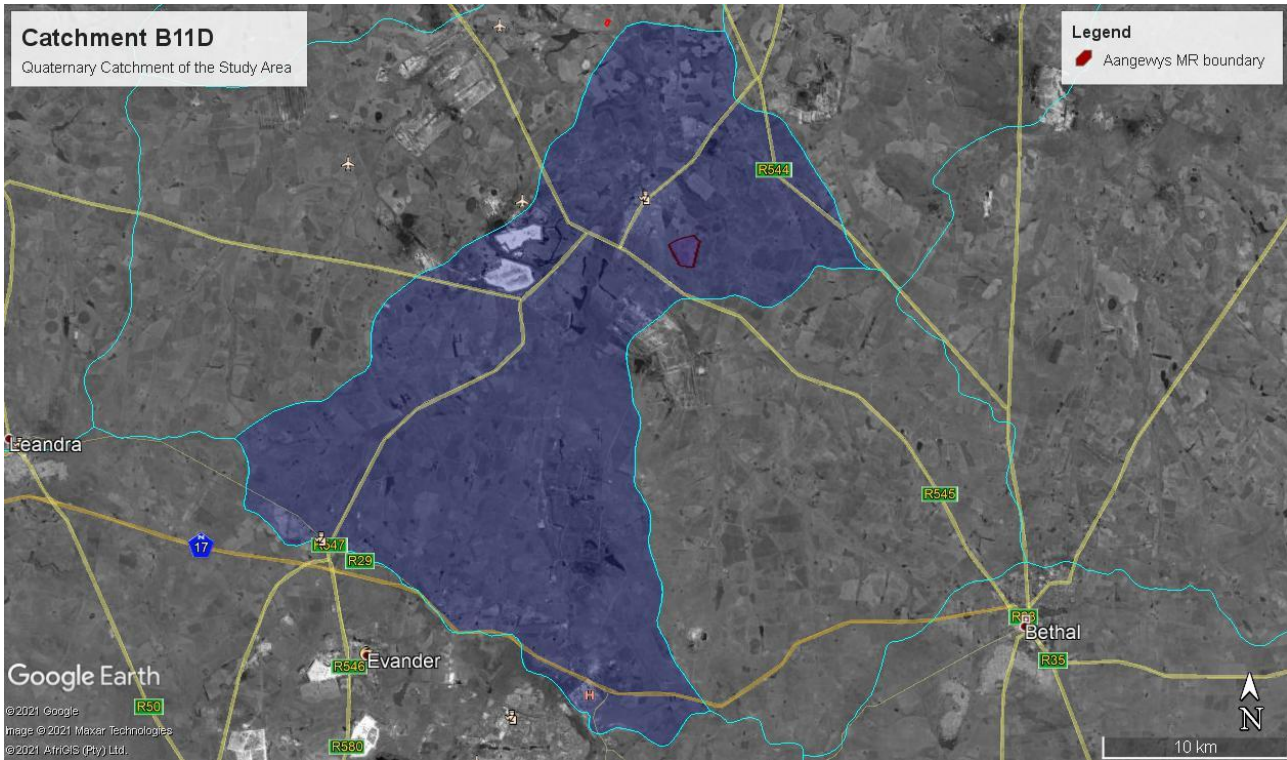 Catchment B11D
Quaternary Catchment of the Study Area
Legend
Aangewys MR boundary
R544
Leandra
R545
N
17
R547
R29
Bethal
Evander
R546
R35
Google Earth
R50
©2021 Google
Image © 2021 Maxar Technologies
©2021 AfriGIS (Pty) Ltd.
R580
H
N
10 km